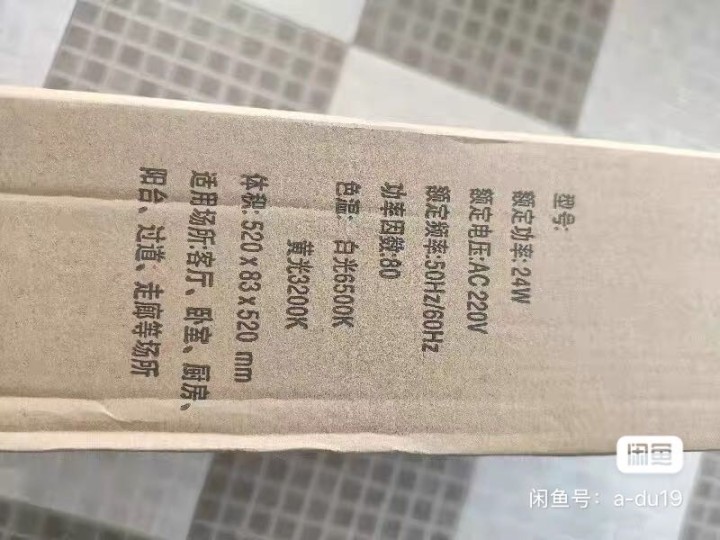 型号:
额定功率:24W
额定电压:AC220V
额定频率:50Hz/60Hz
功率因数:80
色温: 白光6500K
黄光3200K
体积: 520 x 83 x 520 mm
适用场所:客厅、卧室、厨房、
阳台、过道、走廊等场所
闲鱼
闲鱼号: a-du19